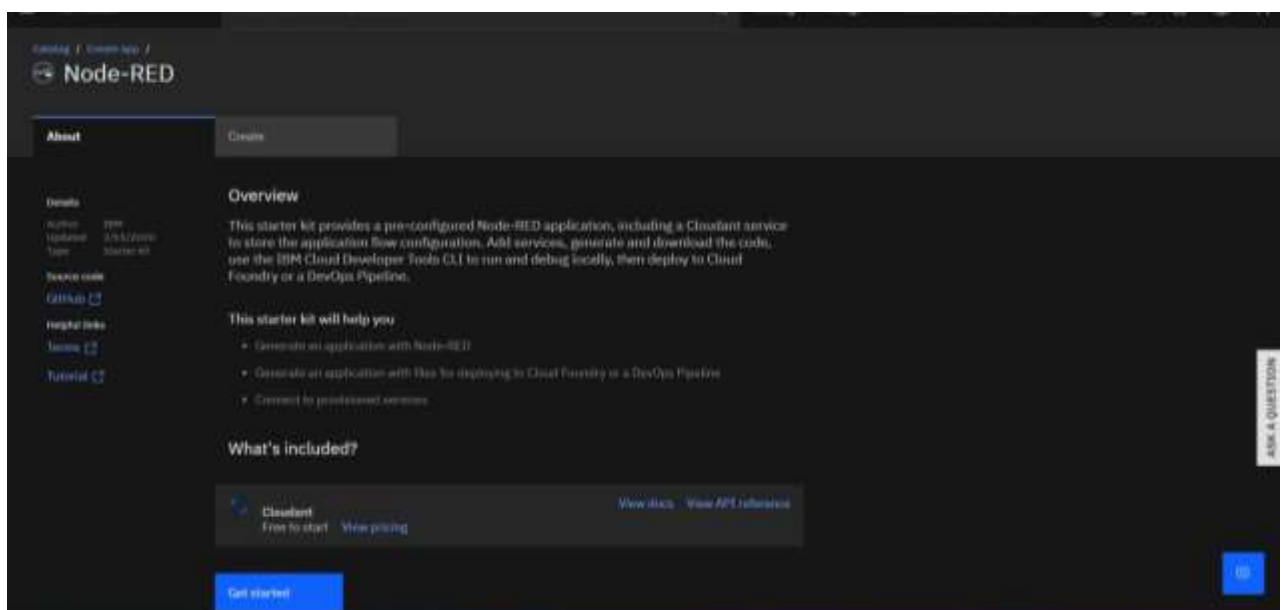 Catalog / Create app /
Node-RED
About
Create
Details
Author IBM
Updated
Type Starter kit
Source code
GitHub
Helpful links
Terms
Tutorial
Overview
This starter kit provides a pre-configured Node-RED application, including a Cloudant service
to store the application flow configuration. Add services, generate and download the code,
use the IBM Cloud Developer Tools CLI to run and debug locally, then deploy to Cloud
Foundry or a DevOps Pipeline.
This starter kit will help you
• Generate an application with Node-RED
• Generate an application with files for deploying to Cloud Foundry or a DevOps Pipeline
• Connect to provisioned services
What's included?
Cloudant
Free to start View pricing
View docs View API reference
Get started
ASK A QUESTION